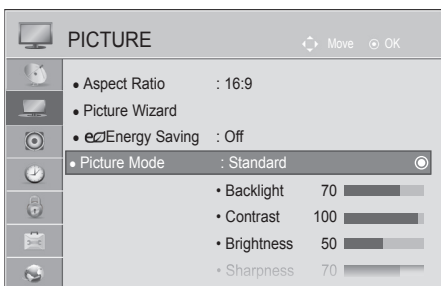 PICTURE Move OK
• Aspect Ratio : 16:9
• Picture Wizard
• Energy Saving : Off
• Picture Mode : Standard
• Backlight 70
• Contrast 100
• Brightness 50
• Sharpness 70